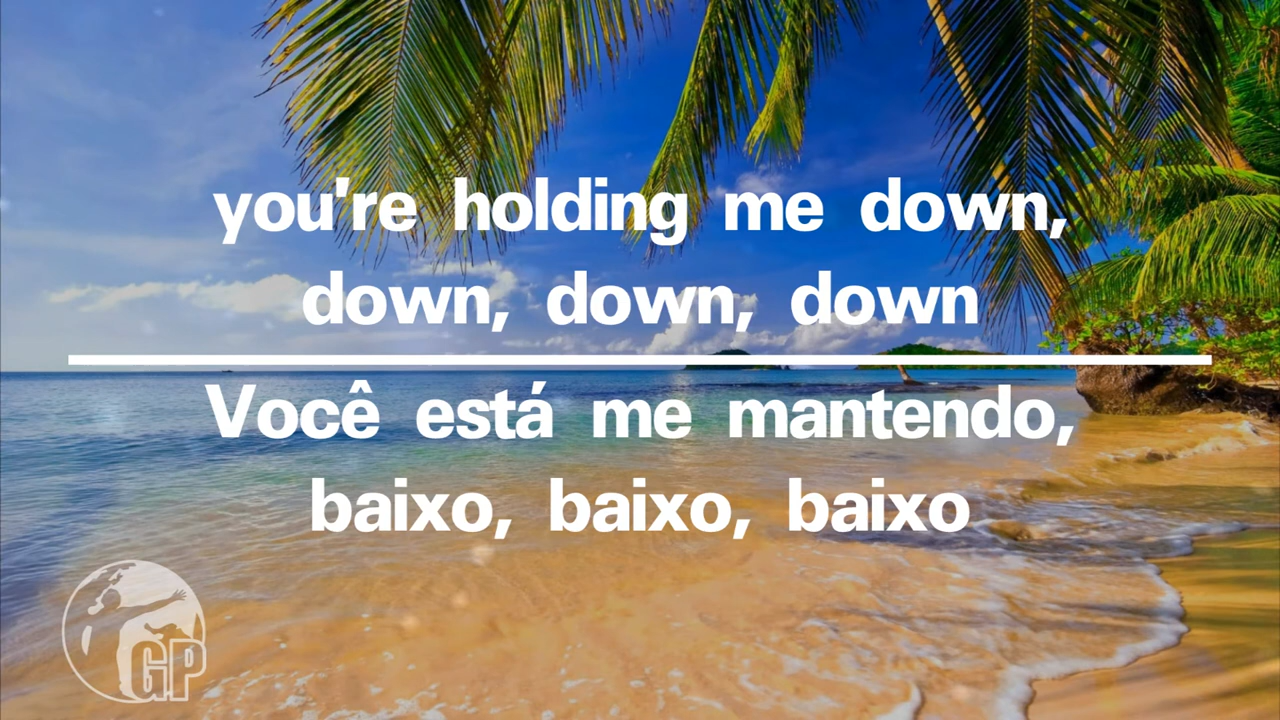 you're holding me down,
down, down, down
Você está me mantendo,
baixo, baixo, baixo
GP